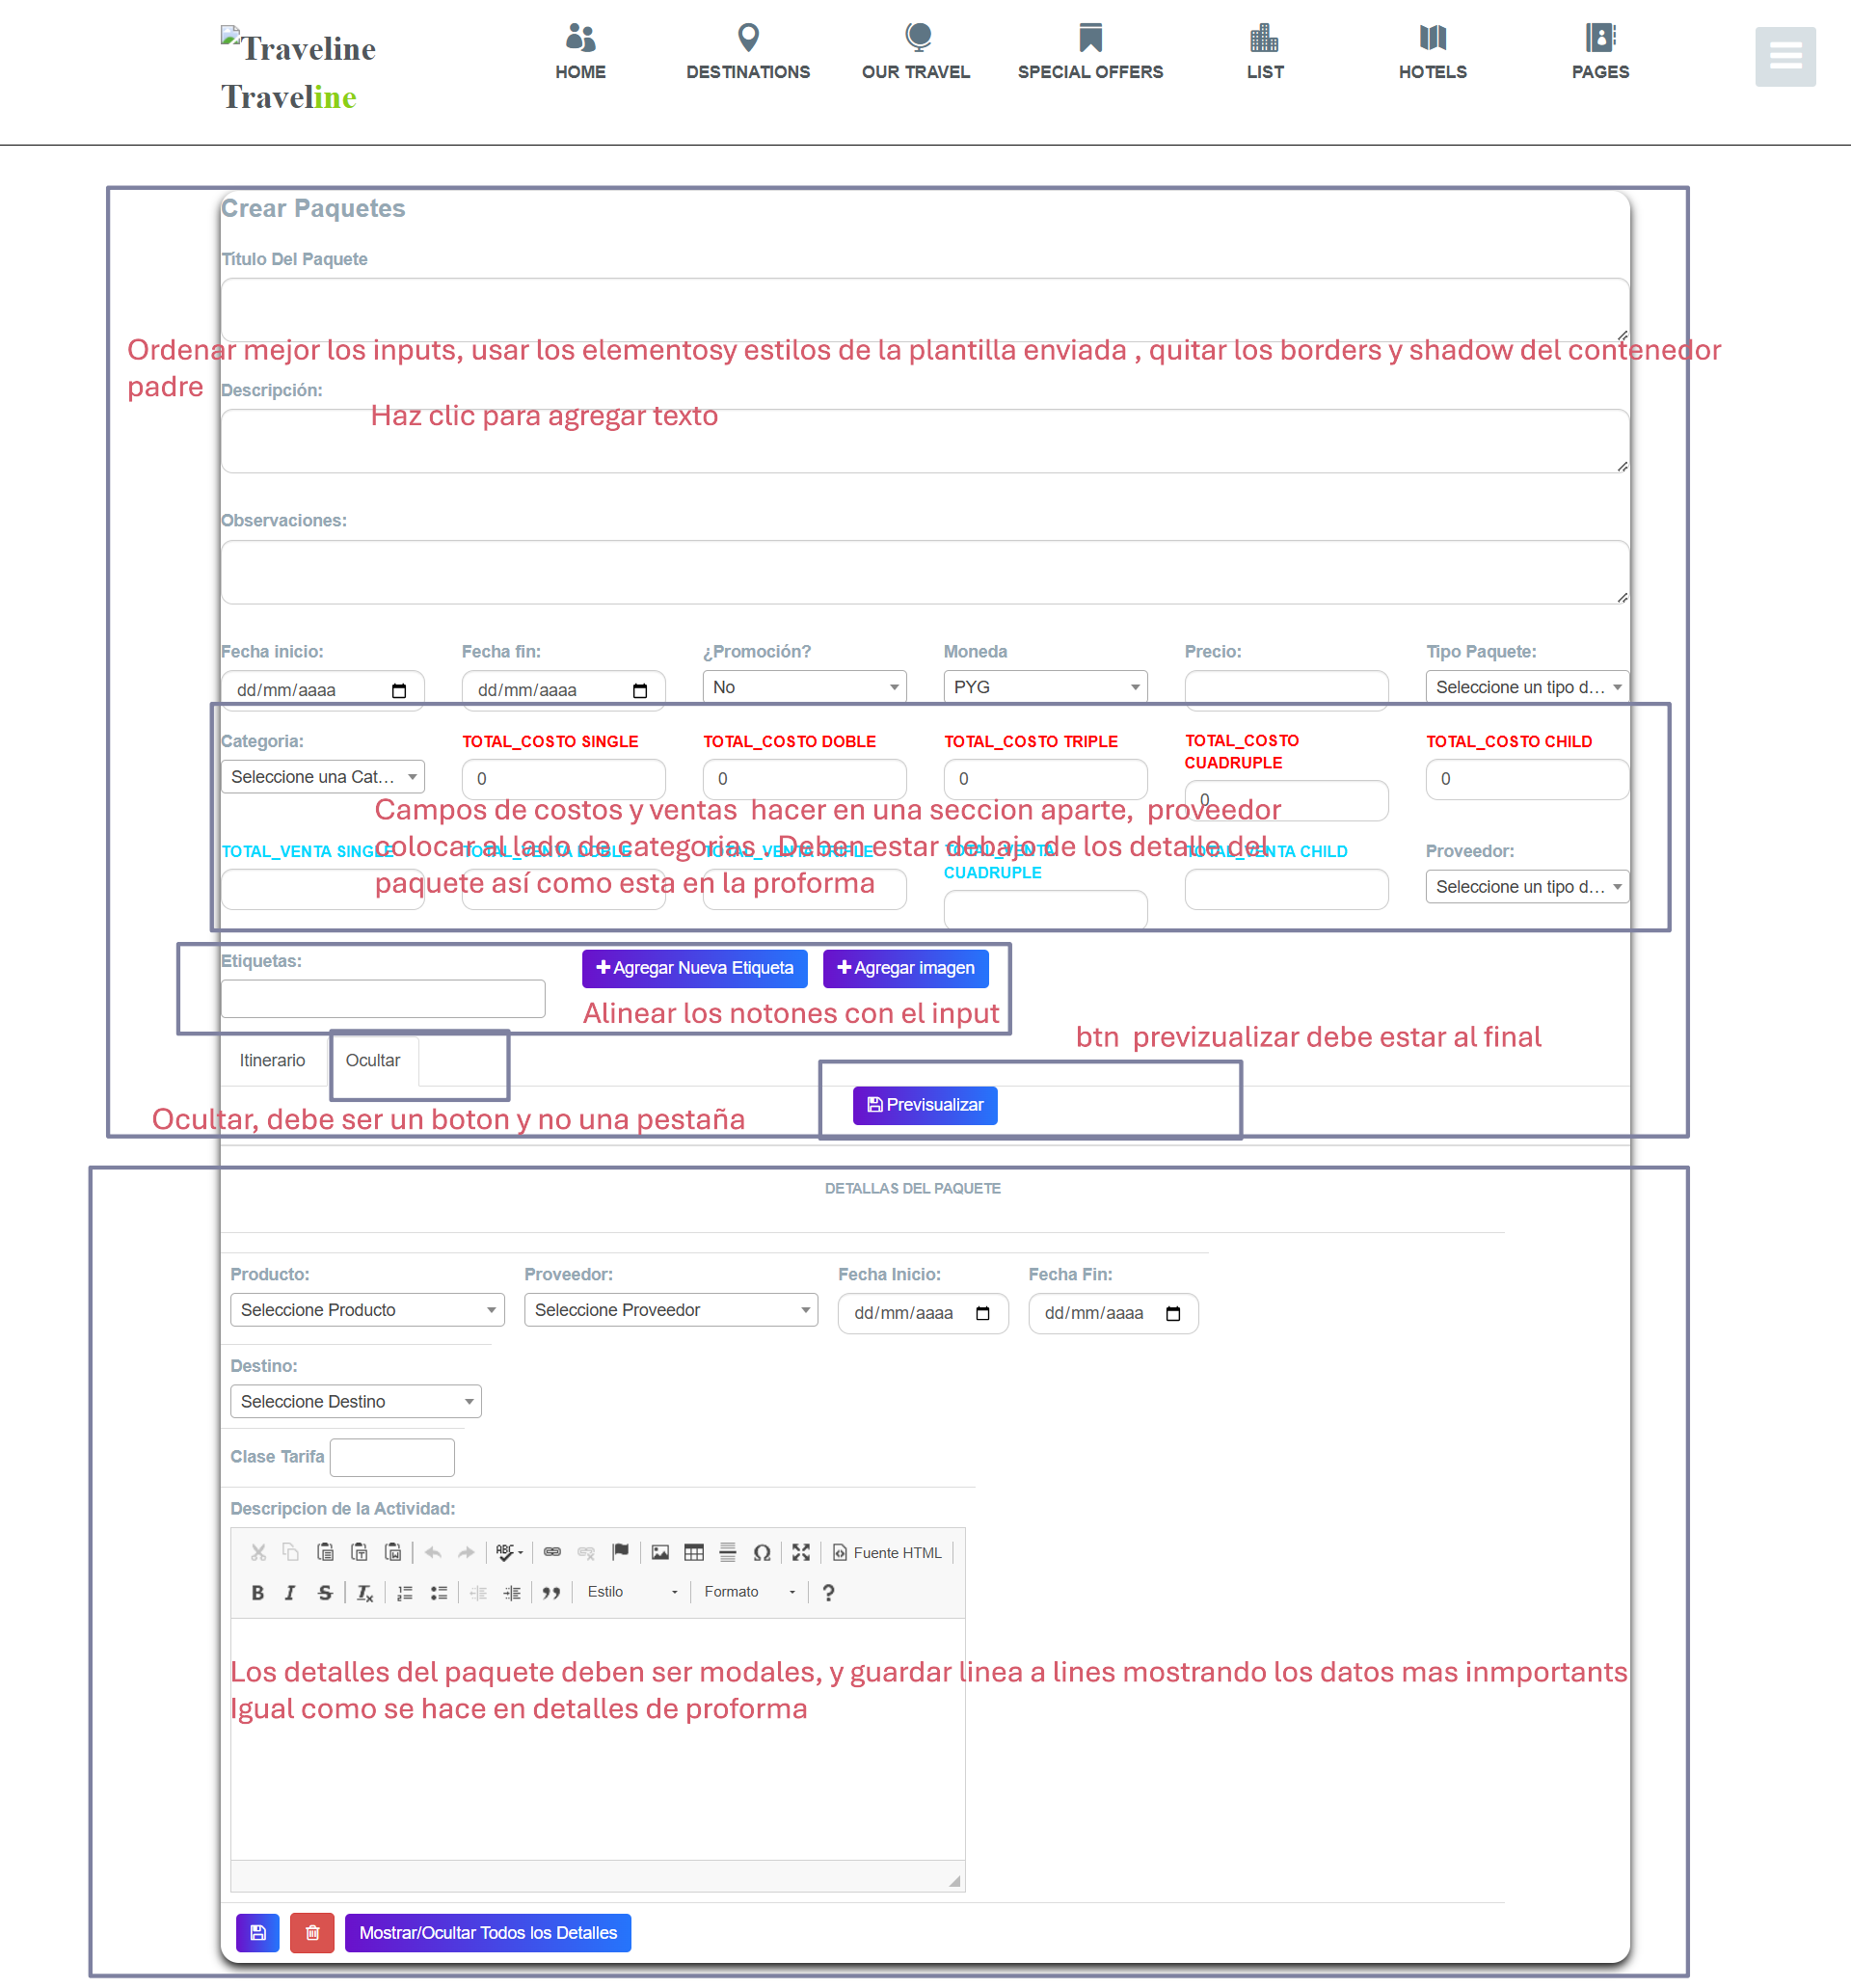 Traveline
Traveline
HOME
DESTINATIONS
OUR TRAVEL
SPECIAL OFFERS
LIST
HOTELS
PAGES
Crear Paquetes
Título Del Paquete
Ordenar mejor los inputs, usar los elementosy estilos de la plantilla enviada , quitar los borders y shadow del contenedor
padre
Descripción:
Haz clic para agregar texto
Observaciones:
Fecha inicio:
Fecha fin:
¿Promoción?
Moneda
Precio:
Tipo Paquete:
dd/mm/aaaa
dd/mm/aaaa
No
PYG
Seleccione un tipo d...
Categoria:
TOTAL_COSTO SINGLE
TOTAL_COSTO DOBLE
TOTAL_COSTO TRIPLE
TOTAL_COSTO
CUADRUPLE
TOTAL_COSTO CHILD
Seleccione una Cat...
0
0
0
0
0
Campos de costos y ventas hacer en una seccion aparte, proveedor
colocar al lado de categorias . Deben estar debajo de los detalle del
paquete así como esta en la proforma
TOTAL_VENTA SINGLE
TOTAL_VENTA DOBLE
TOTAL_VENTA TRIPLE
TOTAL_VENTA
CUADRUPLE
TOTAL_VENTA CHILD
Proveedor:
Seleccione un tipo d...
Etiquetas:
Agregar Nueva Etiqueta
Agregar imagen
Alinear los notones con el input
btn previzualizar debe estar al final
Itinerario
Ocultar
Previsualizar
Ocultar, debe ser un boton y no una pestaña
DETALLAS DEL PAQUETE
Producto:
Proveedor:
Fecha Inicio:
Fecha Fin:
Seleccione Producto
Seleccione Proveedor
dd/mm/aaaa
dd/mm/aaaa
Destino:
Seleccione Destino
Clase Tarifa
Descripcion de la Actividad:
ABC
Ω
Fuente HTML
B I S Ix
Estilo
Formato
?
Los detalles del paquete deben ser modales, y guardar linea a lines mostrando los datos mas inmportants
Igual como se hace en detalles de proforma
Mostrar/Ocultar Todos los Detalles